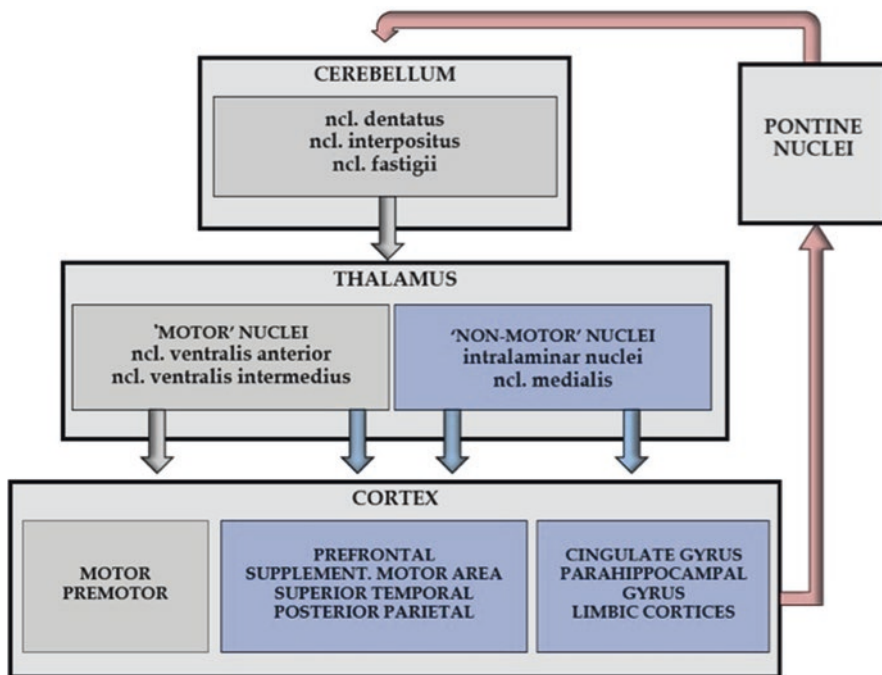 CEREBELLUM
ncl. dentatus
ncl. interpositus
ncl. fastigii
PONTINE
NUCLEI
THALAMUS
'MOTOR' NUCLEI
ncl. ventralis anterior
ncl. ventralis intermedius
'NON-MOTOR' NUCLEI
intralaminar nuclei
ncl. medialis
CORTEX
MOTOR
PREMOTOR
PREFRONTAL
SUPPLEMENT. MOTOR AREA
SUPERIOR TEMPORAL
POSTERIOR PARIETAL
CINGULATE GYRUS
PARAHIPPOCAMPAL
GYRUS
LIMBIC CORTICES